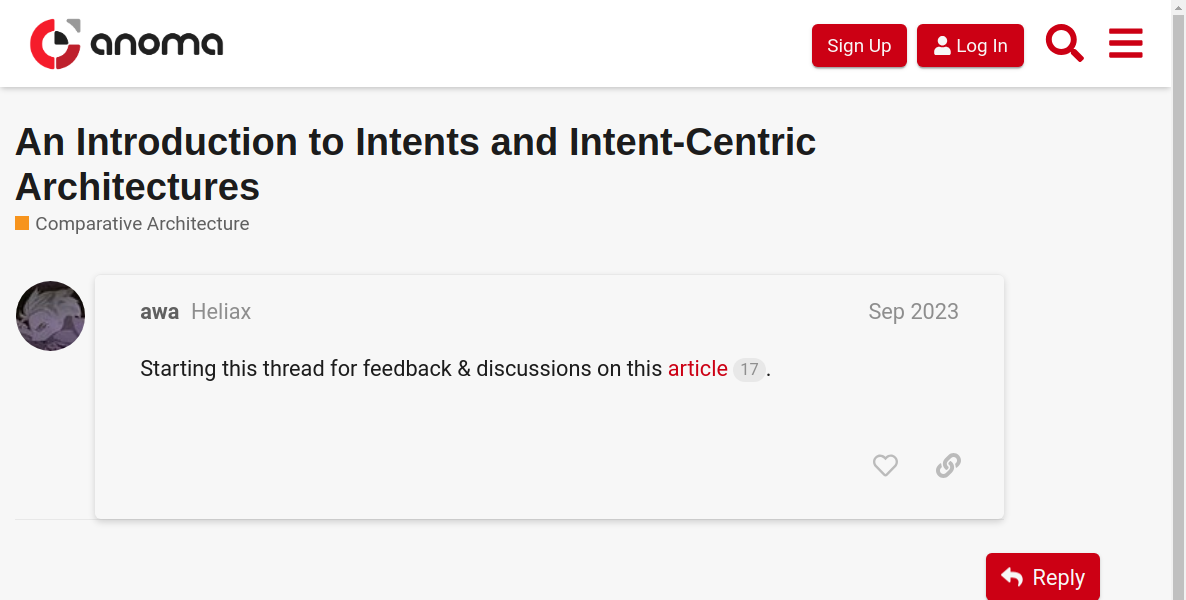 anoma
Sign Up
Log In
An Introduction to Intents and Intent-Centric
Architectures
Comparative Architecture
awa Heliax
Sep 2023
Starting this thread for feedback & discussions on this article 17.
Reply